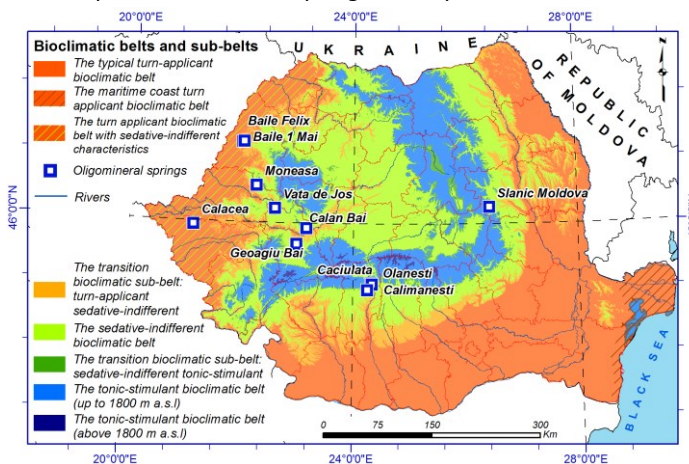 20°0'0"E 24°0'0"E 28°0'0"E
Bioclimatic belts and sub-belts
The typical turn-applicant
bioclimatic belt
The maritime coast turn
applicant bioclimatic belt
The turn applicant bioclimatic
belt with sedative-indifferent
characteristics
Oligomineral springs
Rivers
46°0'0"N
The transition
bioclimatic sub-belt:
turn-applicant
sedative-indifferent
The sedative-indifferent
bioclimatic belt
The transition bioclimatic sub-belt:
sedative-indifferent tonic-stimulant
The tonic-stimulant bioclimatic belt
(up to 1800 m a.s.l)
The tonic-stimulant bioclimatic belt
(above 1800 m a.s.l)
UKRAINE
REPUBLIC
OF MOLDOVA
Baile Felix
Baile 1 Mai
Moneasa
Vata de Jos
Slanic Moldova
Calacea
Calan Bai
Geoagiu Bai
Caciulata
Olanesti
Calimanesti
BLACK SEA
0 75 150 300
Km
20°0'0"E 24°0'0"E 28°0'0"E